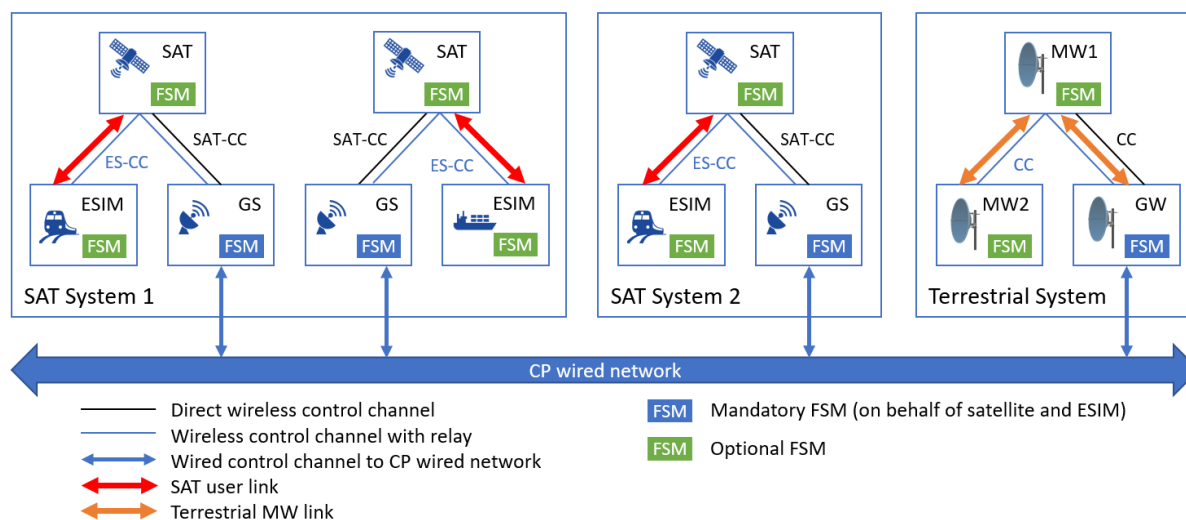 SAT
FSM
SAT-CC
ES-CC
ESIM
FSM
GS
FSM
SAT
FSM
SAT-CC
ES-CC
GS
FSM
ESIM
FSM
SAT System 1
SAT
FSM
SAT-CC
ES-CC
ESIM
FSM
GS
FSM
SAT System 2
MW1
FSM
CC
CC
MW2
FSM
GW
FSM
Terrestrial System
CP wired network
Direct wireless control channel
Wireless control channel with relay
Wired control channel to CP wired network
SAT user link
Terrestrial MW link
FSM Mandatory FSM (on behalf of satellite and ESIM)
FSM Optional FSM